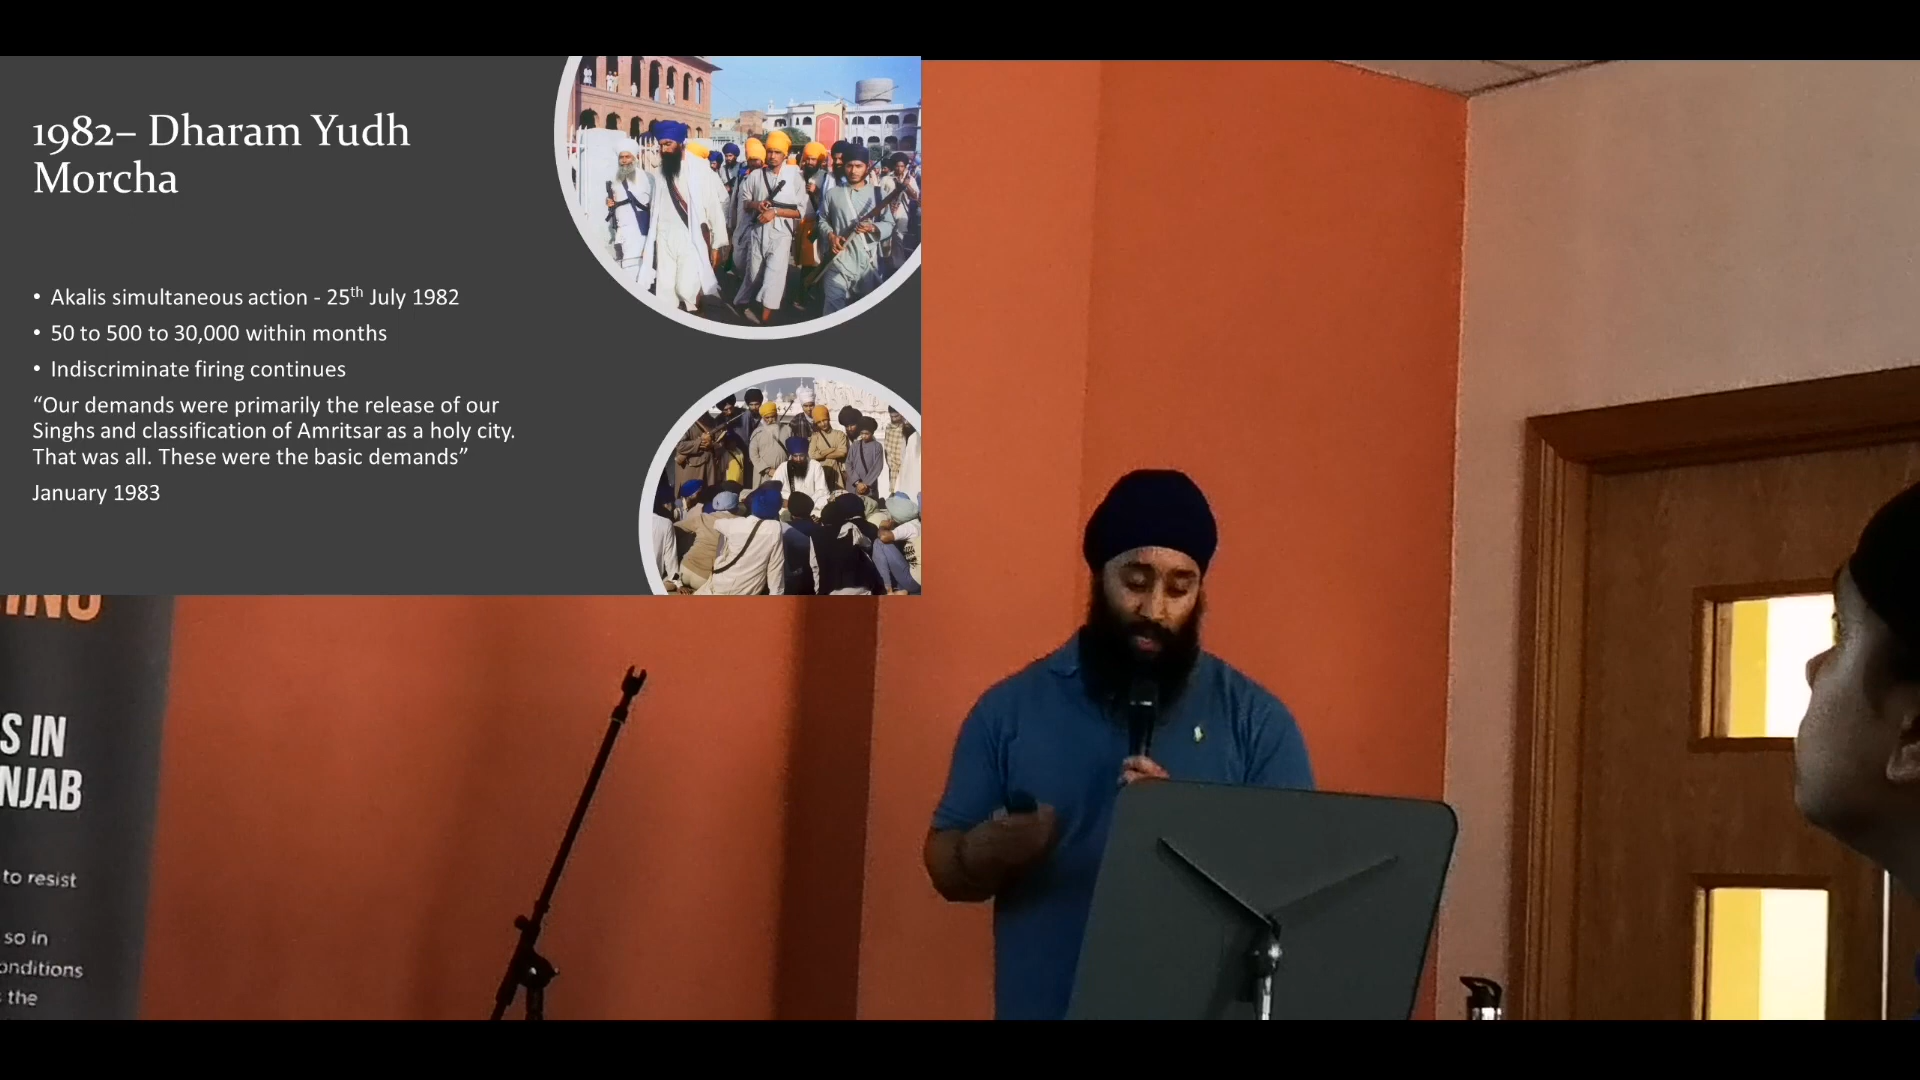 1982– Dharam Yudh
Morcha
• Akalis simultaneous action - 25th July 1982
• 50 to 500 to 30,000 within months
• Indiscriminate firing continues
“Our demands were primarily the release of our
Singhs and classification of Amritsar as a holy city.
That was all. These were the basic demands”
January 1983
S IN
NJAB
to resist
so in
onditions
the